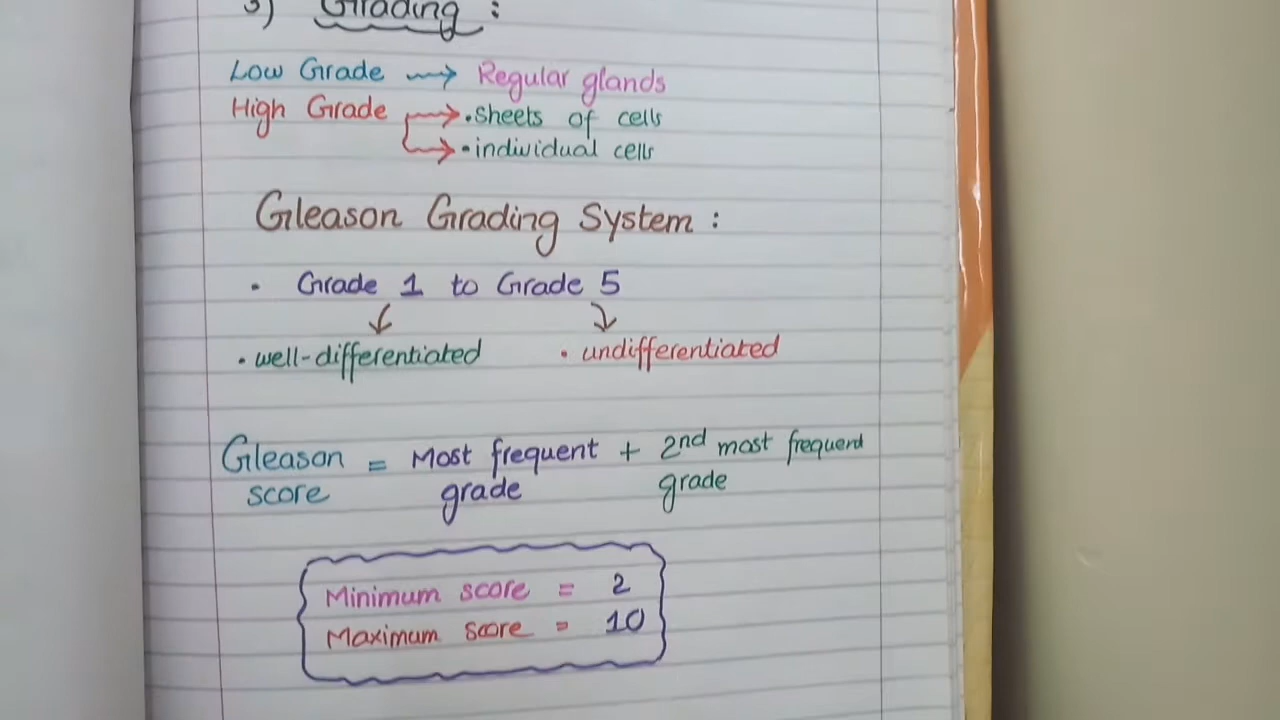 3) Grading :
Low Grade → Regular glands
High Grade → • sheets of cells
→ • individual cells
Gleason Grading System :
• Grade 1 to Grade 5
• well-differentiated • undifferentiated
Gleason score = Most frequent grade + 2nd most frequent grade
Minimum score = 2
Maximum score = 10